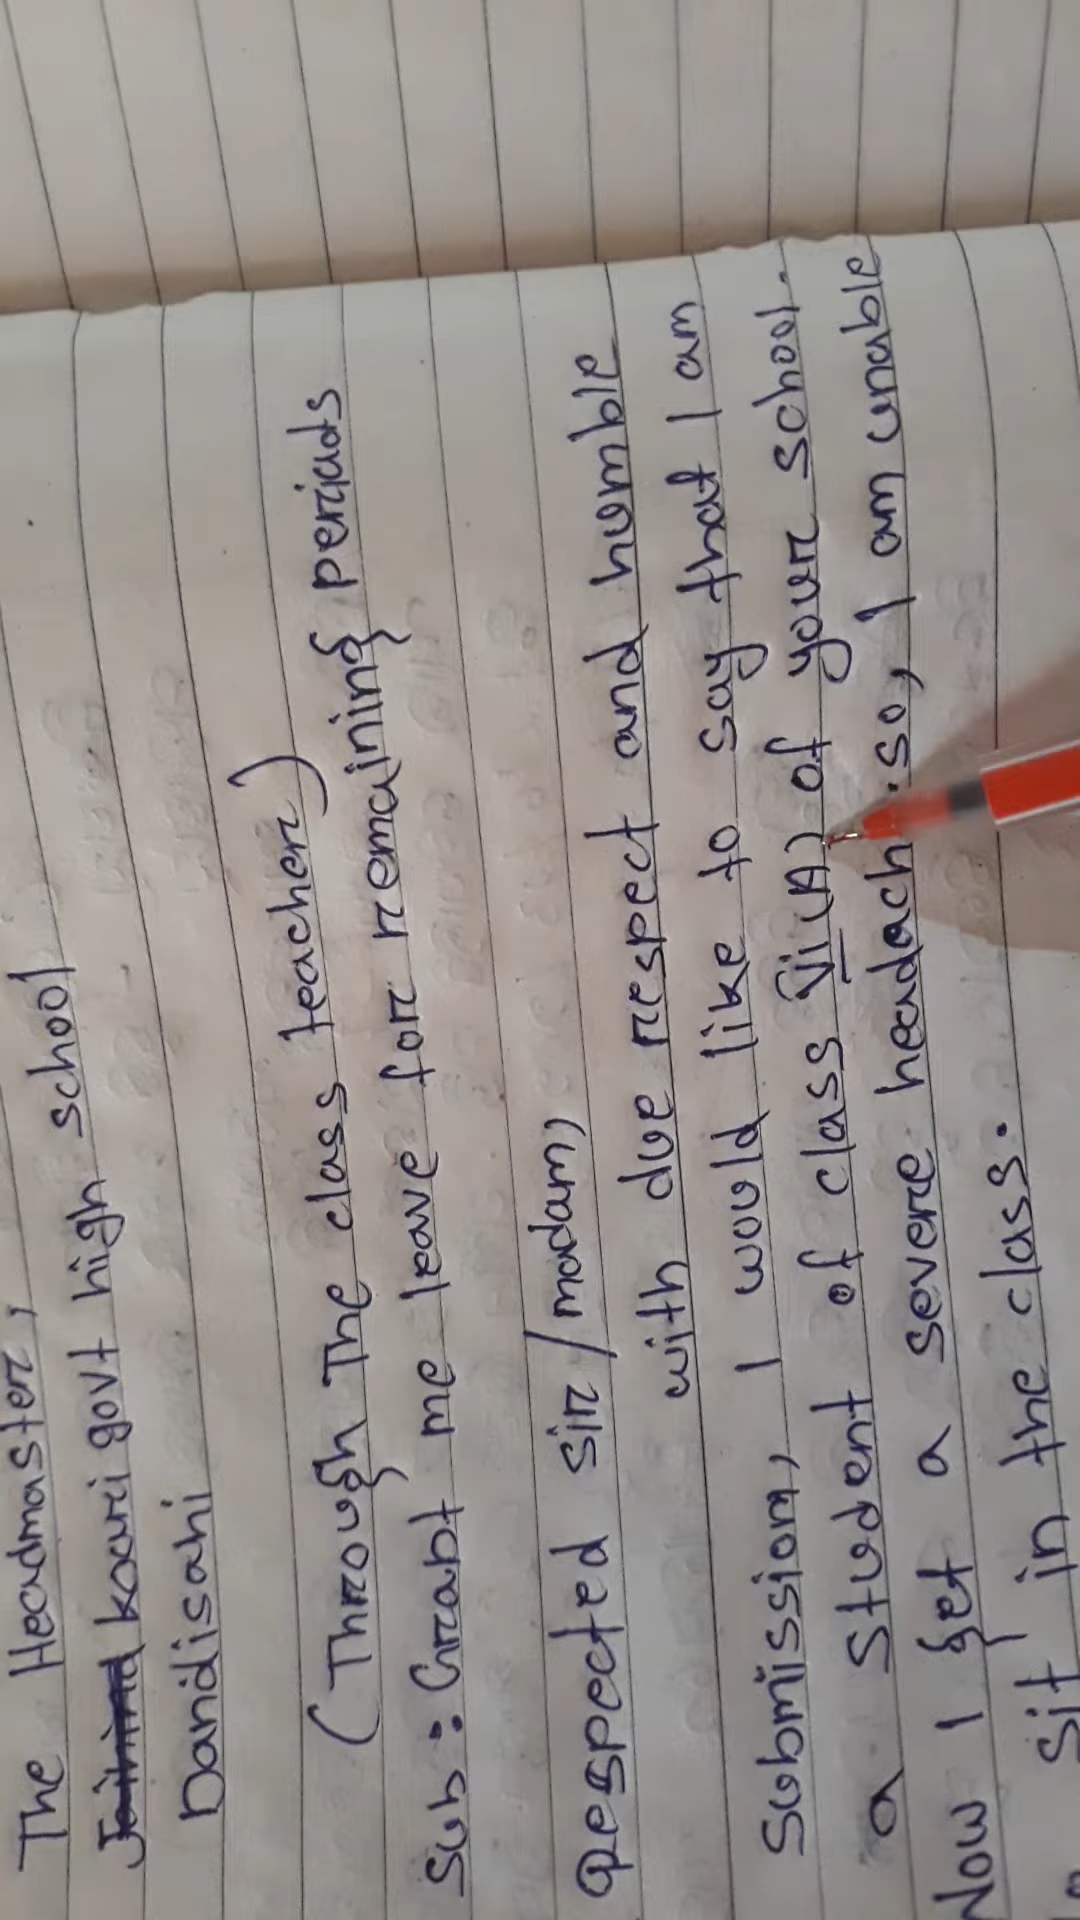 The Headmaster,
kauri govt high school
Dandisahi
(Through The class teacher)
Sub: Grant me leave for remaining periods
Respected sir/madam,
with due respect and humble
Submission, I would like to say that I am
a student of class VI(A) of your school.
Now I get a severe headach. so, I am unable
sit in the class.